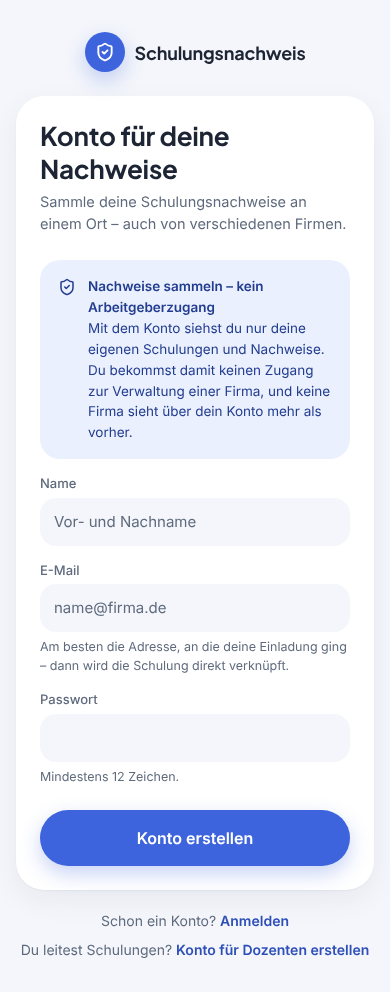 Schulungsnachweis
Konto für deine
Nachweise
Sammle deine Schulungsnachweise an
einem Ort – auch von verschiedenen Firmen.
Nachweise sammeln – kein
Arbeitgeberzugang
Mit dem Konto siehst du nur deine
eigenen Schulungen und Nachweise.
Du bekommst damit keinen Zugang
zur Verwaltung einer Firma, und keine
Firma sieht über dein Konto mehr als
vorher.
Name
Vor- und Nachname
E-Mail
name@firma.de
Am besten die Adresse, an die deine Einladung ging
– dann wird die Schulung direkt verknüpft.
Passwort
Mindestens 12 Zeichen.
Konto erstellen
Schon ein Konto? Anmelden
Du leitest Schulungen? Konto für Dozenten erstellen